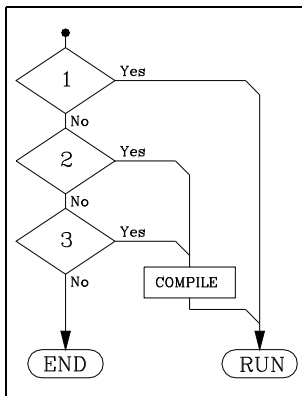 1
Yes
No
2
Yes
No
3
Yes
No
COMPILE
END
RUN